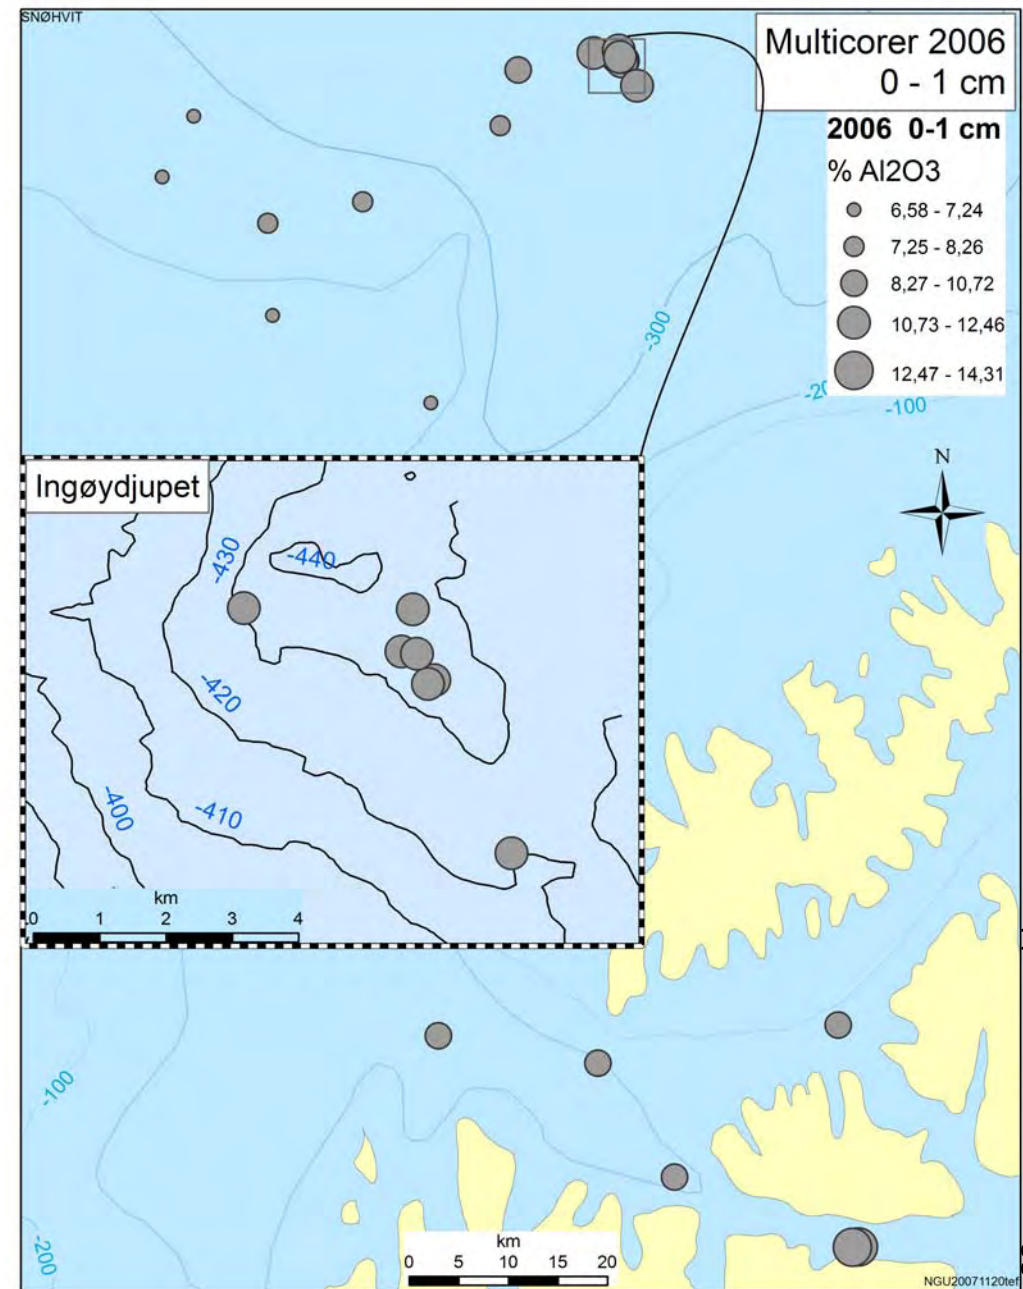 SNØHVIT
Multicorer 2006
0 - 1 cm
2006 0-1 cm
% Al2O3
6,58 - 7,24
7,25 - 8,26
8,27 - 10,72
10,73 - 12,46
12,47 - 14,31
-300
-100
N
Ingøydjupet
-430
-440
-420
-410
-400
km
0 1 2 3 4
-100
-200
km
0 5 10 15 20
NGU20071120tef